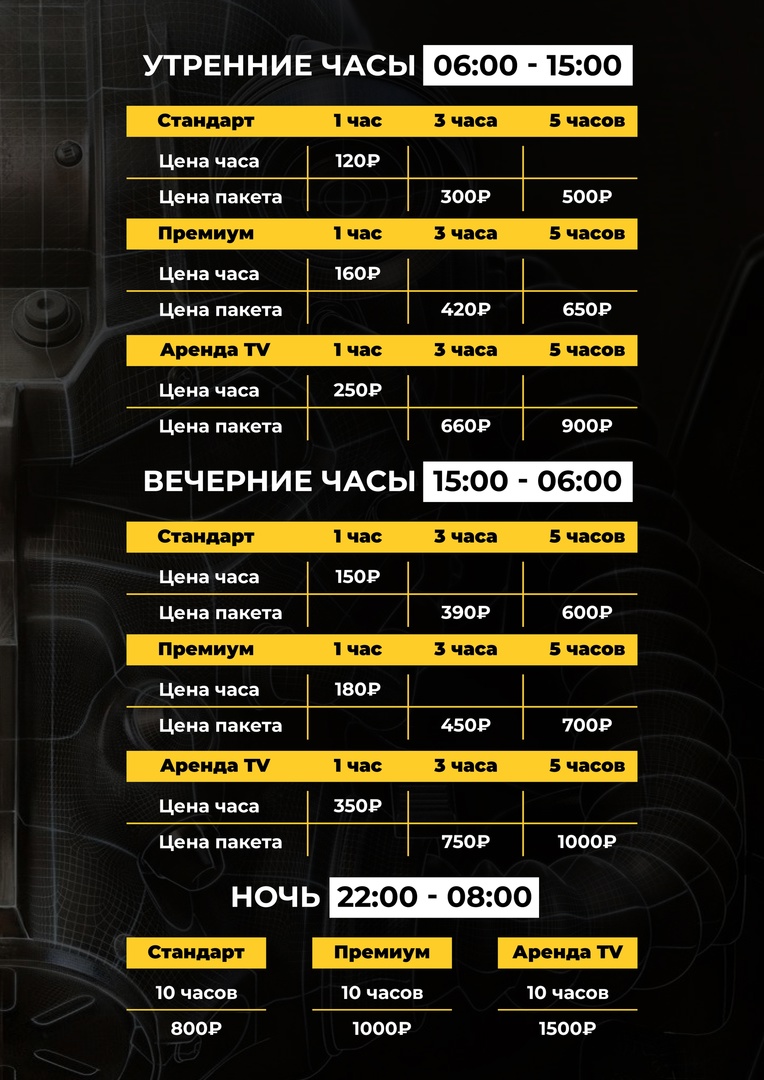 УТРЕННИЕ ЧАСЫ 06:00 - 15:00
Стандарт 1 час 3 часа 5 часов
Цена часа 120₽
Цена пакета 300₽ 500₽
Премиум 1 час 3 часа 5 часов
Цена часа 160₽
Цена пакета 420₽ 650₽
Аренда TV 1 час 3 часа 5 часов
Цена часа 250₽
Цена пакета 660₽ 900₽
ВЕЧЕРНИЕ ЧАСЫ 15:00 - 06:00
Стандарт 1 час 3 часа 5 часов
Цена часа 150₽
Цена пакета 390₽ 600₽
Премиум 1 час 3 часа 5 часов
Цена часа 180₽
Цена пакета 450₽ 700₽
Аренда TV 1 час 3 часа 5 часов
Цена часа 350₽
Цена пакета 750₽ 1000₽
НОЧЬ 22:00 - 08:00
Стандарт Премиум Аренда TV
10 часов 10 часов 10 часов
800₽ 1000₽ 1500₽